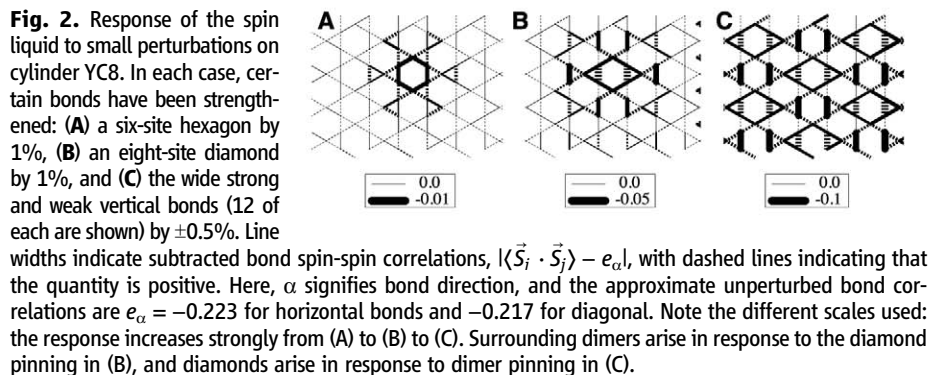 Fig. 2. Response of the spin
liquid to small perturbations on
cylinder YC8. In each case, cer-
tain bonds have been strength-
ened: (A) a six-site hexagon by
1%, (B) an eight-site diamond
by 1%, and (C) the wide strong
and weak vertical bonds (12 of
each are shown) by ±0.5%. Line
widths indicate subtracted bond spin-spin correlations, |⟨S⃗i · S⃗j⟩ − eα|, with dashed lines indicating that
the quantity is positive. Here, α signifies bond direction, and the approximate unperturbed bond cor-
relations are eα = −0.223 for horizontal bonds and −0.217 for diagonal. Note the different scales used:
the response increases strongly from (A) to (B) to (C). Surrounding dimers arise in response to the diamond
pinning in (B), and diamonds arise in response to dimer pinning in (C).
A
0.0
-0.01
B
0.0
-0.05
C
0.0
-0.1